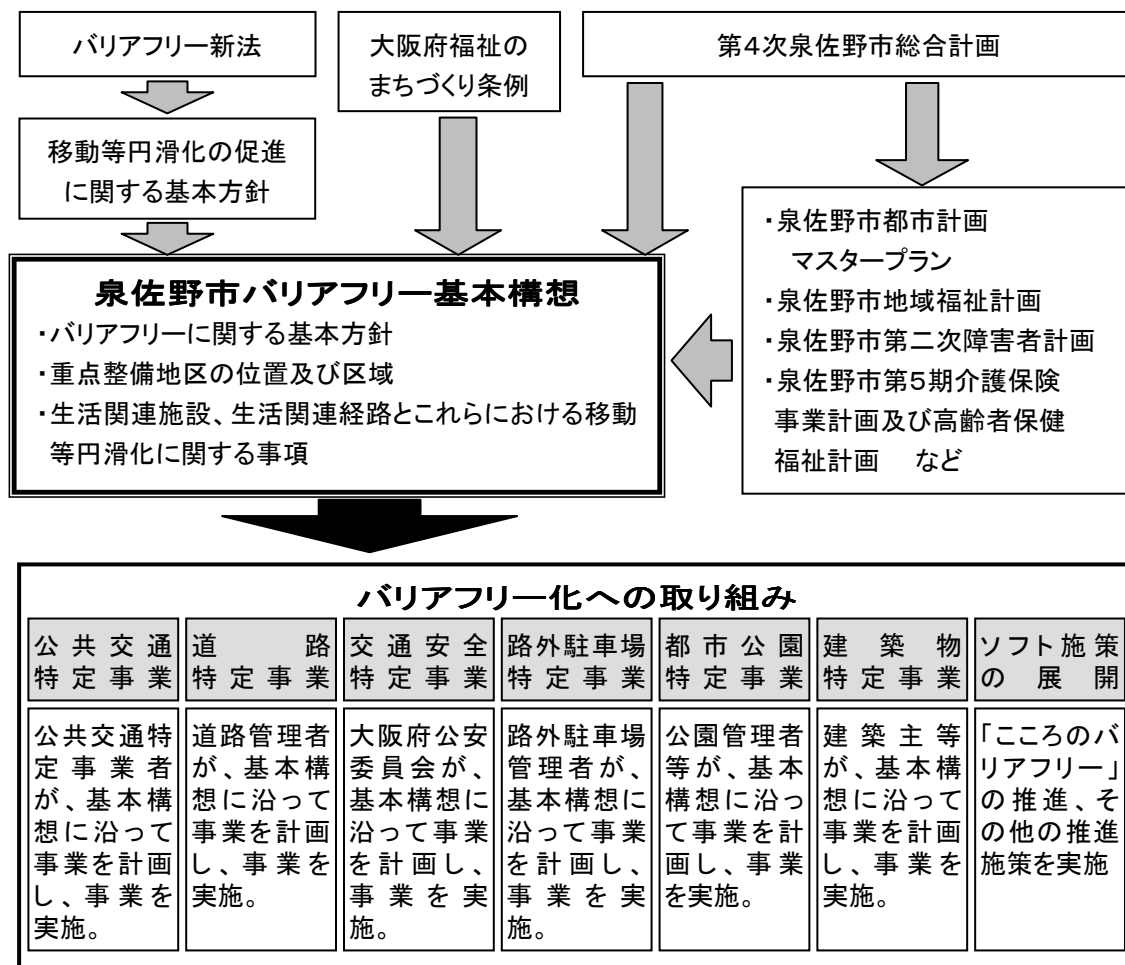 バリアフリー新法
大阪府福祉の
まちづくり条例
第4次泉佐野市総合計画
移動等円滑化の促進
に関する基本方針
・泉佐野市都市計画
マスタープラン
・泉佐野市地域福祉計画
・泉佐野市第二次障害者計画
・泉佐野市第5期介護保険
事業計画及び高齢者保健
福祉計画 など
泉佐野市バリアフリー基本構想
・バリアフリーに関する基本方針
・重点整備地区の位置及び区域
・生活関連施設、生活関連経路とこれらにおける移動
等円滑化に関する事項
バリアフリー化への取り組み
公共交通
特定事業
道路
特定事業
交通安全
特定事業
路外駐車場
特定事業
都市公園
特定事業
建築物
特定事業
ソフト施策
の展開
公共交通特
定事業者
が、基本構
想に沿って
事業を計画
し、事業を
実施。
道路管理者
が、基本構
想に沿って
事業を計画
し、事業を
実施。
大阪府公安
委員会が、
基本構想に
沿って事業
を計画し、
事業を実
施。
路外駐車場
管理者が、
基本構想に
沿って事業
を計画し、
事業を実
施。
公園管理者
等が、基本
構想に沿っ
て事業を計
画し、事業
を実施。
建築主等
が、基本構
想に沿って
事業を計画
し、事業を
実施。
「こころのバ
リアフリー」
の推進、そ
の他の推進
施策を実施